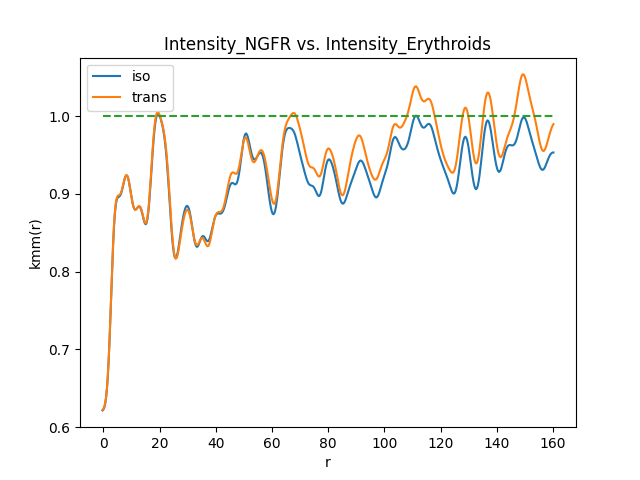 Intensity_NGFR vs. Intensity_Erythroids
iso
trans
kmm(r)
1.0
0.9
0.8
0.7
0.6
0 20 40 60 80 100 120 140 160
r